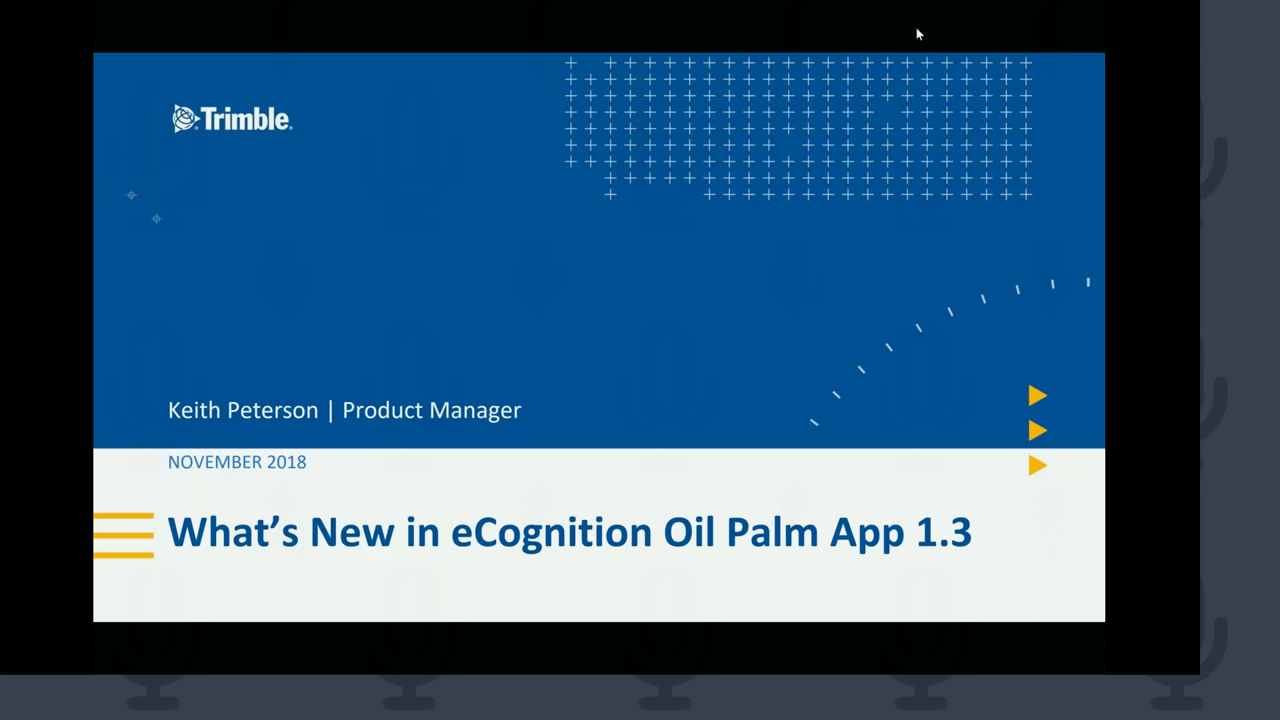 Trimble
Keith Peterson | Product Manager
NOVEMBER 2018
What's New in eCognition Oil Palm App 1.3